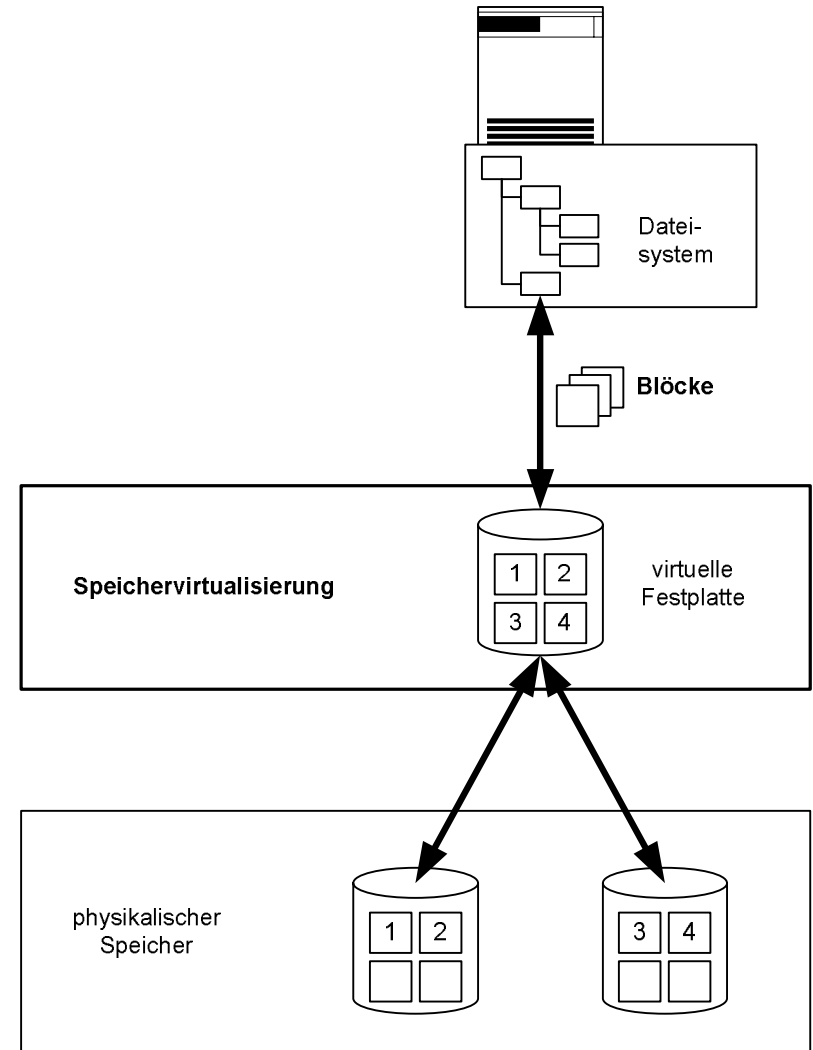 Datei-
system
Blöcke
Speichervirtualisierung
virtuelle
Festplatte
1 2
3 4
physikalischer
Speicher
1 2
3 4